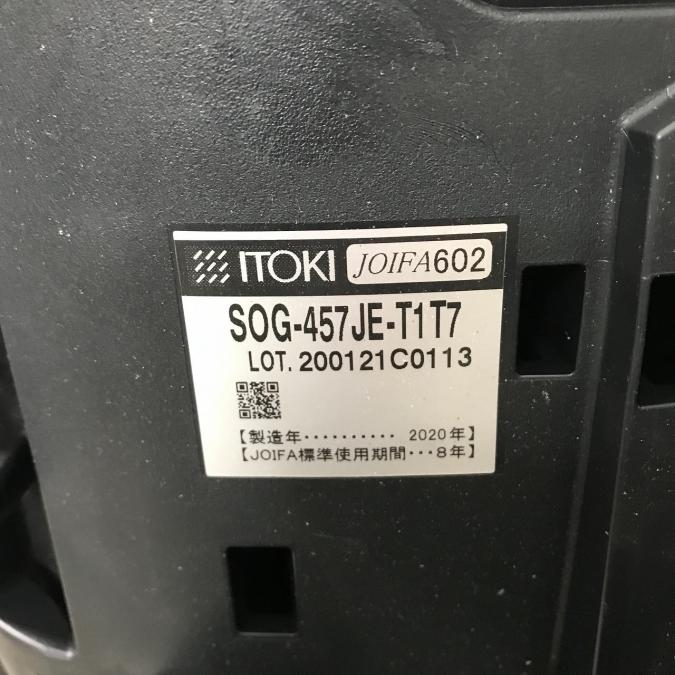 ITOKI JOIFA602
SOG-457JE-T1T7
LOT. 200121C0113
【製造年・・・・・・・・・・ 2020年】
【JOIFA標準使用期間・・・8年】